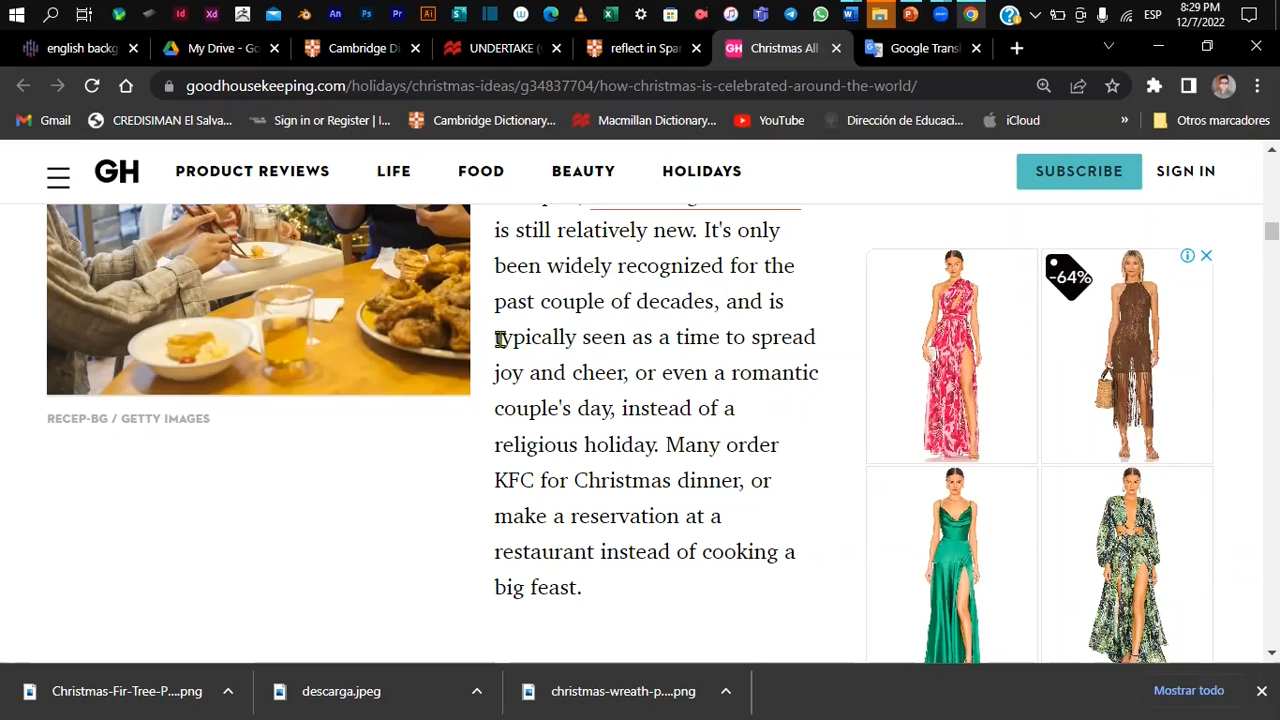 8:29 PM
ESP
12/7/2022
english backg
My Drive - Go
Cambridge Di
UNDERTAKE (
reflect in Spa
GH
Christmas All
Google Transl
goodhousekeeping.com/holidays/christmas-ideas/g34837704/how-christmas-is-celebrated-around-the-world/
Gmail
CREDISIMAN El Salva...
Sign in or Register | I...
Cambridge Dictionary...
Macmillan Dictionary...
YouTube
Dirección de Educaci...
iCloud
»
Otros marcadores
GH
PRODUCT REVIEWS
LIFE
FOOD
BEAUTY
HOLIDAYS
SUBSCRIBE
SIGN IN
is still relatively new. It's only
been widely recognized for the
past couple of decades, and is
typically seen as a time to spread
joy and cheer, or even a romantic
couple's day, instead of a
religious holiday. Many order
KFC for Christmas dinner, or
make a reservation at a
restaurant instead of cooking a
big feast.
RECEP-BG / GETTY IMAGES
-64%
Christmas-Fir-Tree-P....png
descarga.jpeg
christmas-wreath-p....png
Mostrar todo